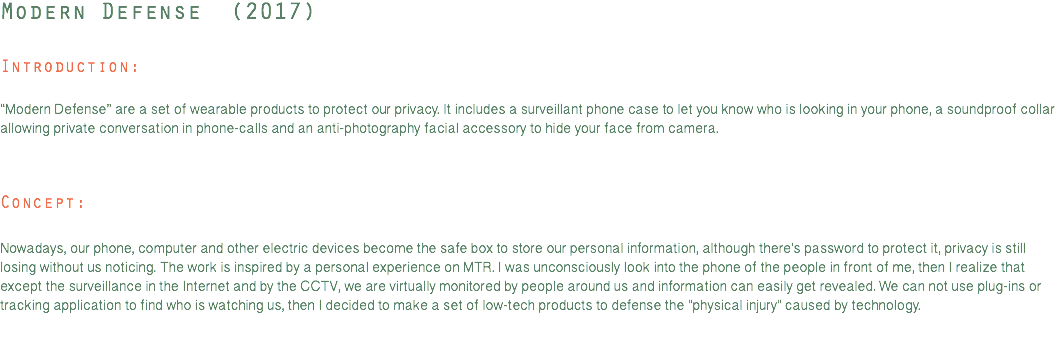 Modern Defense (2017)
Introduction:
"Modern Defense" are a set of wearable products to protect our privacy. It includes a surveillant phone case to let you know who is looking in your phone, a soundproof collar
allowing private conversation in phone-calls and an anti-photography facial accessory to hide your face from camera.
Concept:
Nowadays, our phone, computer and other electric devices become the safe box to store our personal information, although there's password to protect it, privacy is still
losing without us noticing. The work is inspired by a personal experience on MTR. I was unconsciously look into the phone of the people in front of me, then I realize that
except the surveillance in the Internet and by the CCTV, we are virtually monitored by people around us and information can easily get revealed. We can not use plug-ins or
tracking application to find who is watching us, then I decided to make a set of low-tech products to defense the "physical injury" caused by technology.